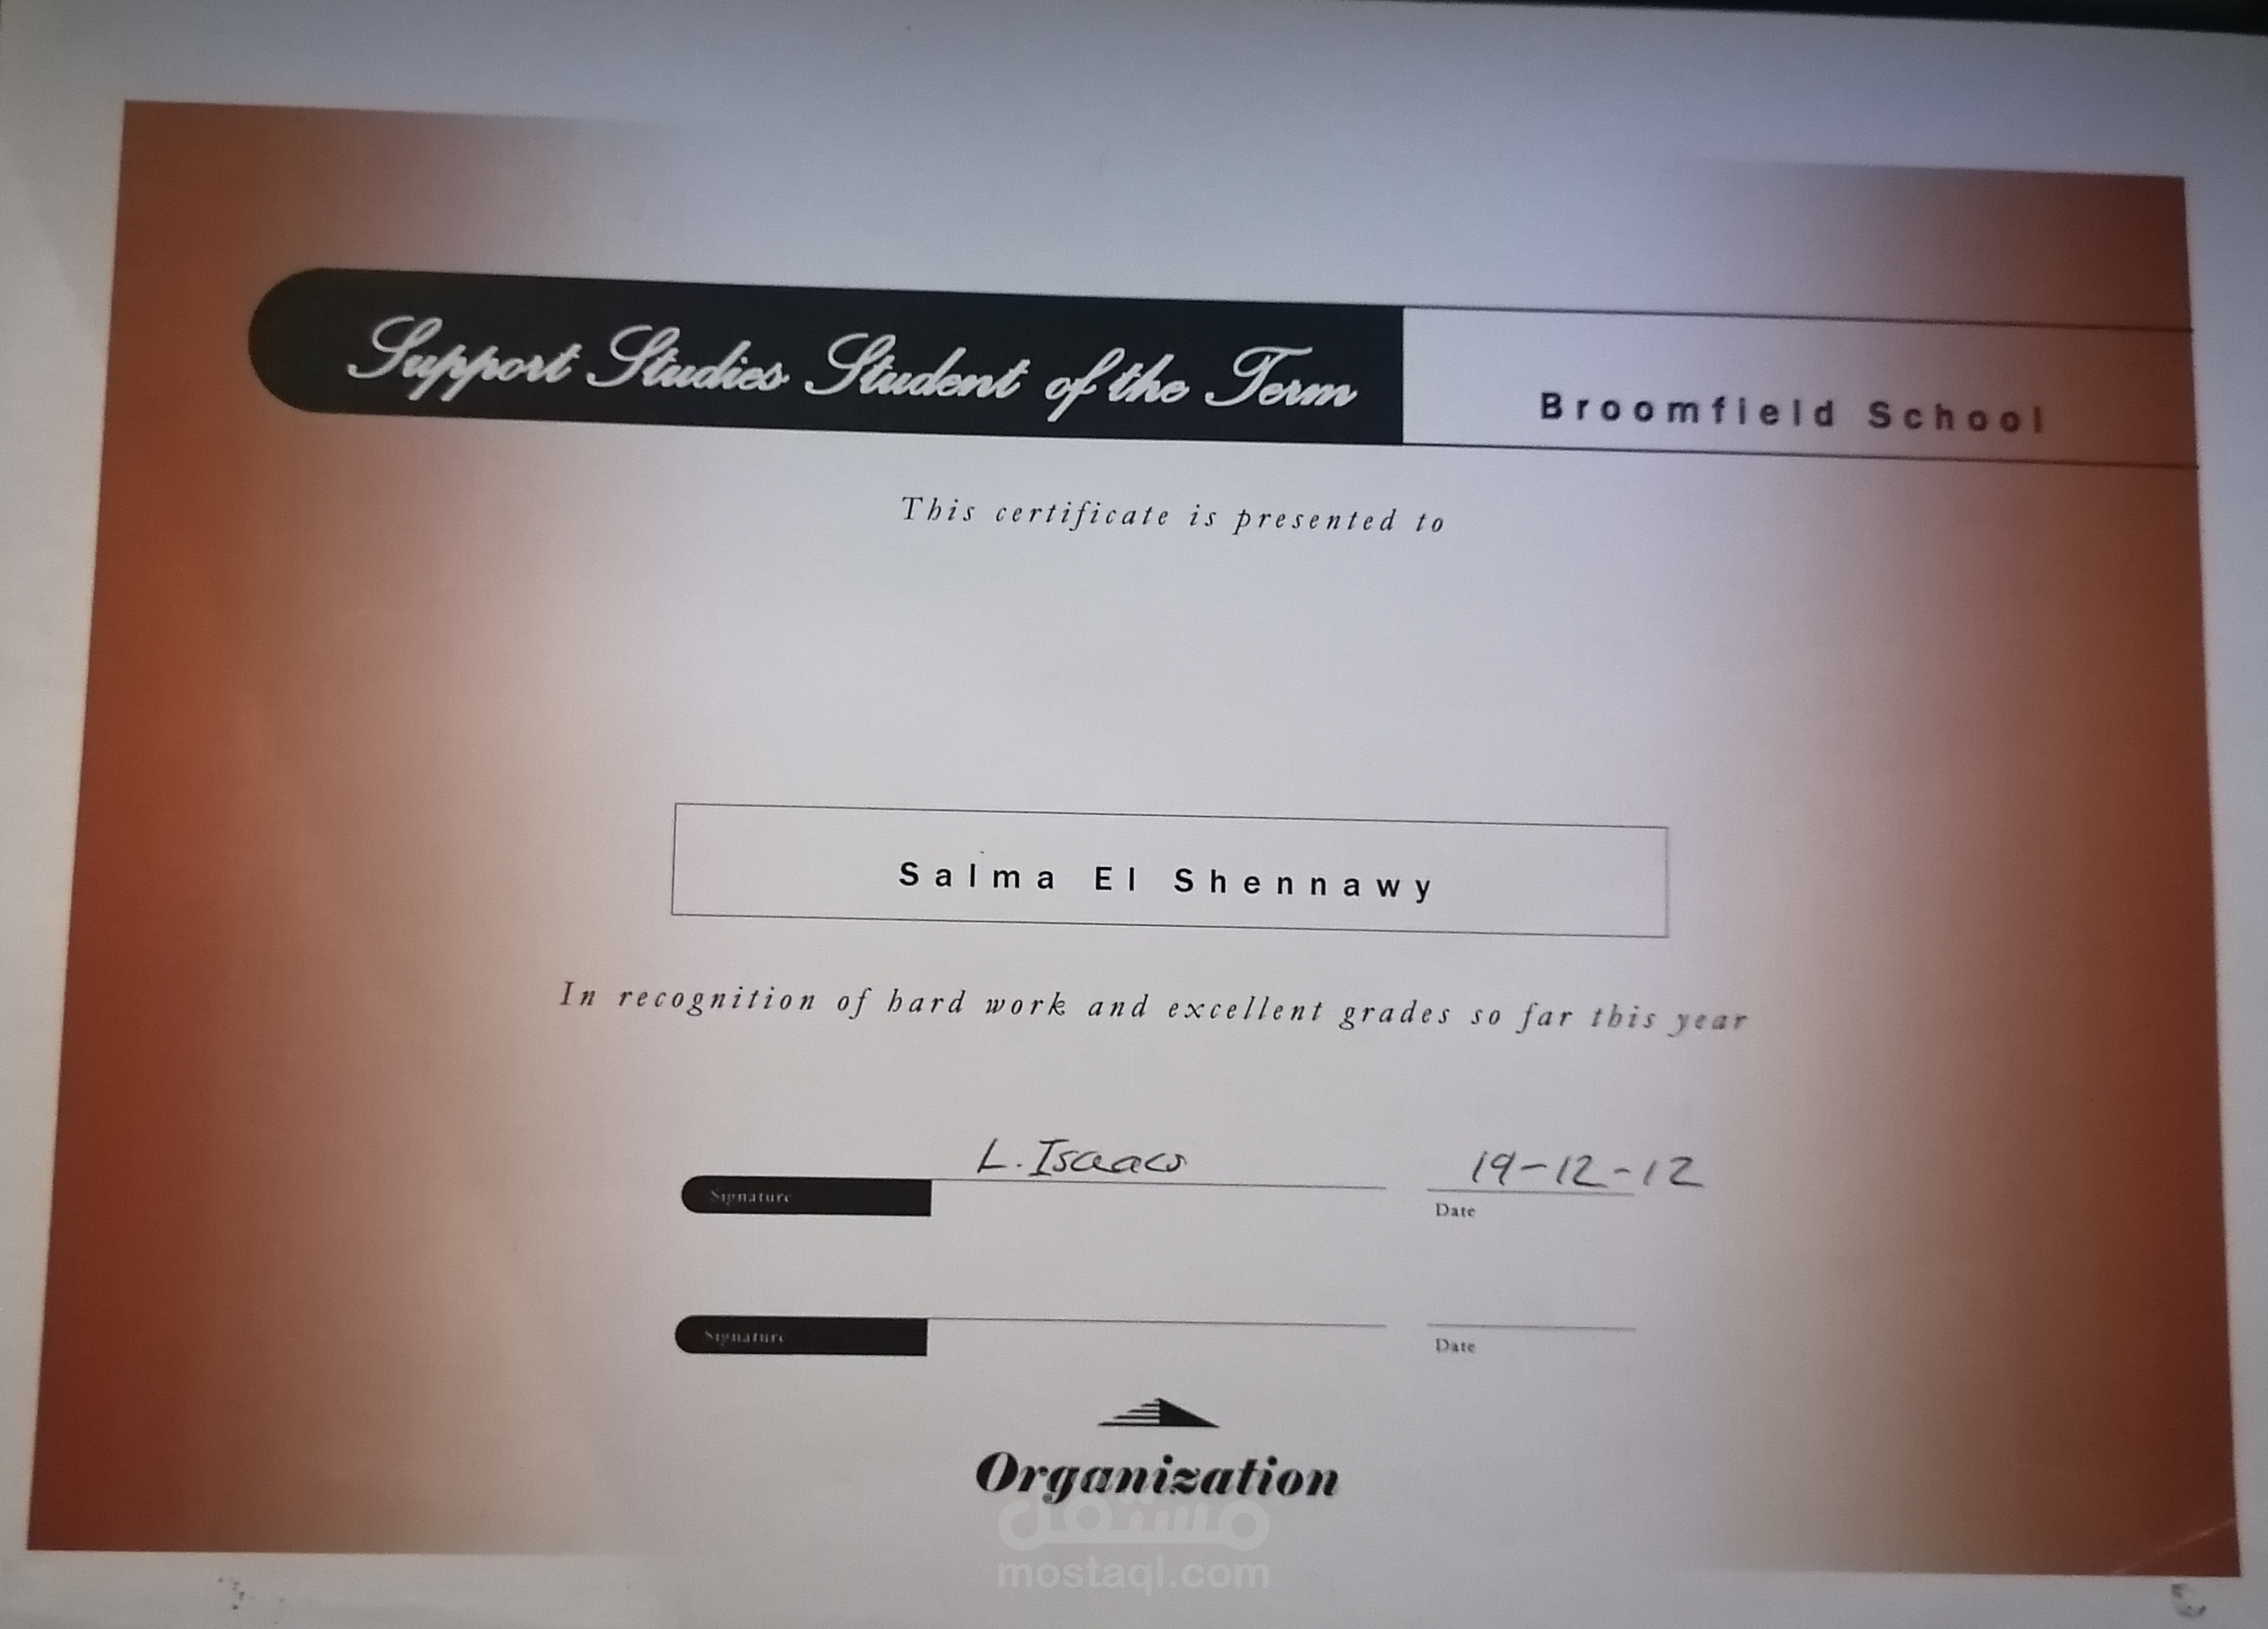 Support Studies Student of the Term
Broomfield School
This certificate is presented to
Salma El Shennawy
In recognition of hard work and excellent grades so far this year
L. Isaacs 19-12-12
Signature Date
Signature Date
Organization
مستقل
mostaql.com